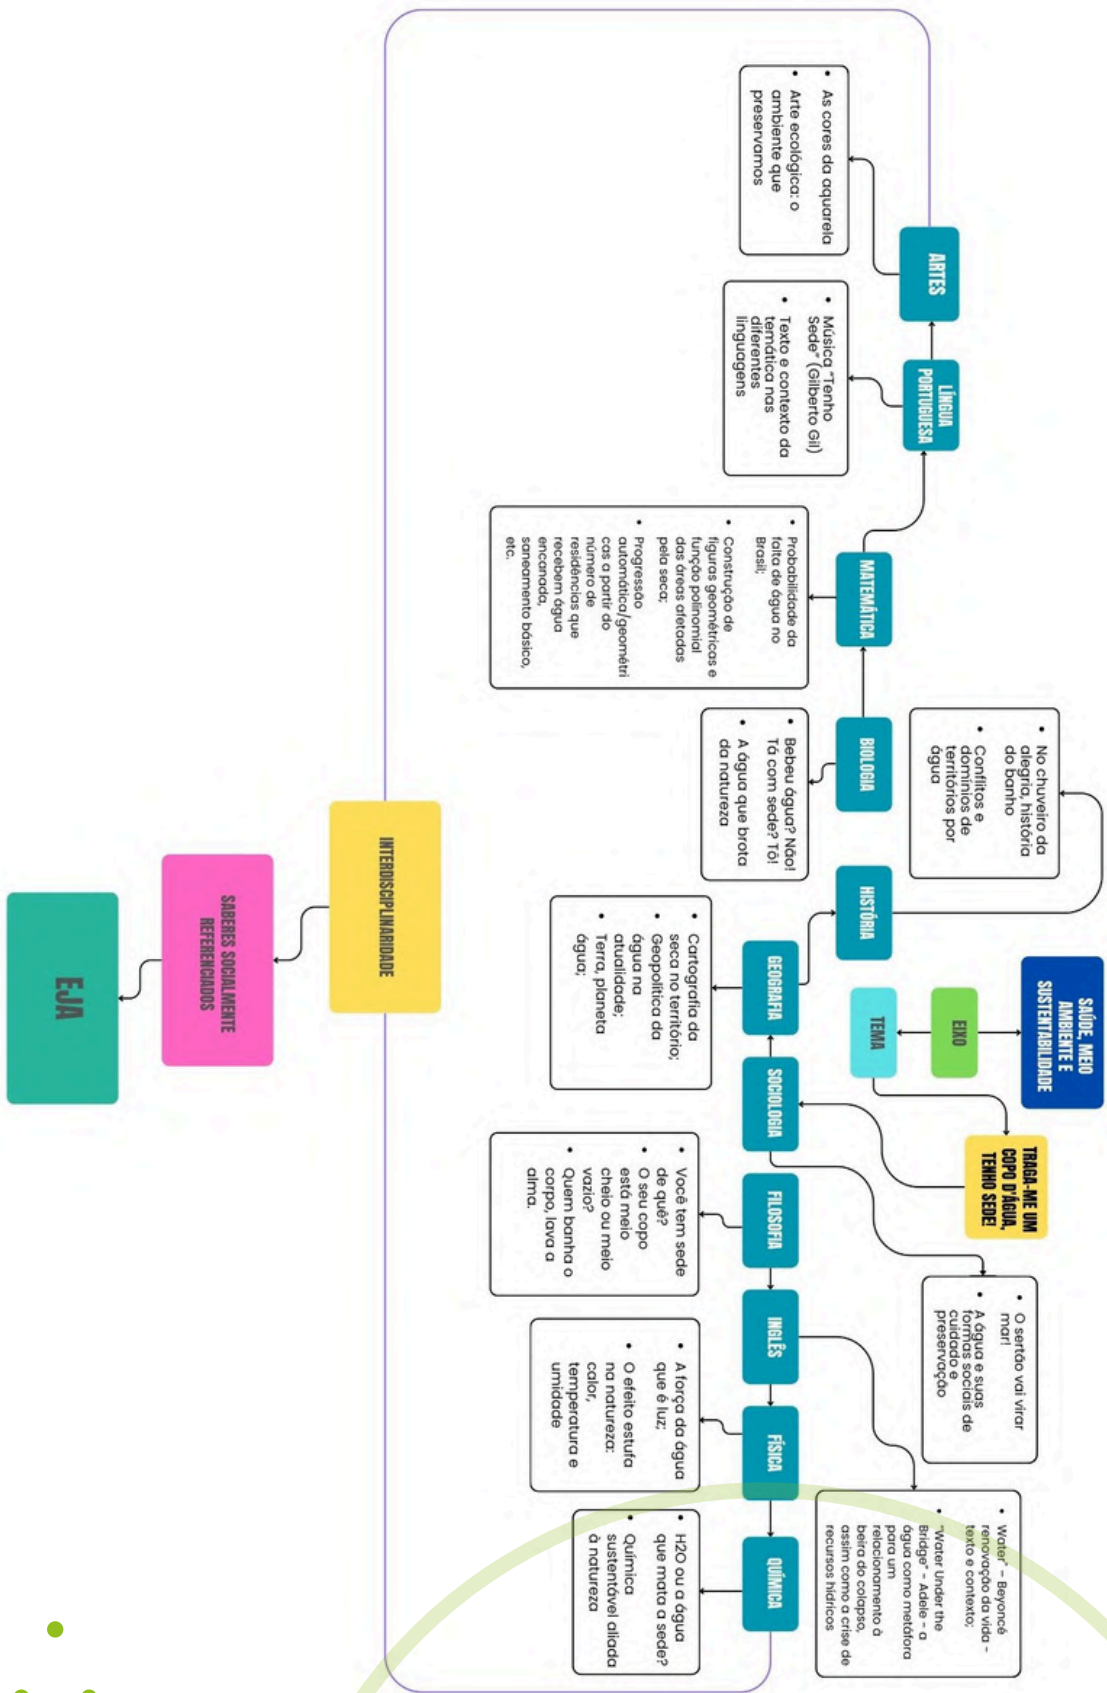 SAÚDE, MEIO
AMBIENTE E
SUSTENTABILIDADE
EIXO
TEMA
TRAGA-ME UM
COPO D'ÁGUA,
TENHO SEDE!
ARTES
• As cores da aquarela
• Arte ecológica: o
ambiente que
preservamos
LÍNGUA
PORTUGUESA
• Música "Tenho
Sede" (Gilberto Gil)
• Texto e contexto da
temática nas
diferentes
linguagens
MATEMÁTICA
• Probabilidade da
falta de água no
Brasil;
• Construção de
figuras geométricas e
função polinomial
das áreas afetadas
pela seca;
• Progressão
automática/geométri
cas a partir do
número de
residências que
recebem água
encanada,
saneamento básico,
etc.
BIOLOGIA
• Bebeu água? Não!
Tá com sede? Tô!
• A água que brota
da natureza
HISTÓRIA
• No chuveiro da
alegria, história
do banho
• Conflitos e
domínios de
territórios por
água
GEOGRAFIA
• Cartografia da
seca no território;
• Geopolítica da
água na
atualidade;
• Terra, planeta
água;
SOCIOLOGIA
• O sertão vai virar
mar!
• A água e suas
formas sociais de
cuidado e
preservação
FILOSOFIA
• Você tem sede
de quê?
• O seu copo
está meio
cheio ou meio
vazio?
• Quem banha o
corpo, lava a
alma.
INGLÊS
• Water" – Beyoncé
renovação da vida -
texto e contexto;
• "Water Under the
Bridge" - Adele - a
água como metáfora
para um
relacionamento à
beira do colapso,
assim como a crise de
recursos hídricos
FÍSICA
• A força da água
que é luz;
• O efeito estufa
na natureza:
calor,
temperatura e
umidade
QUÍMICA
• H2O ou a água
que mata a sede?
• Química
sustentável aliada
à natureza
INTERDISCIPLINARIDADE
SABERES SOCIALMENTE
REFERENCIADOS
EJA